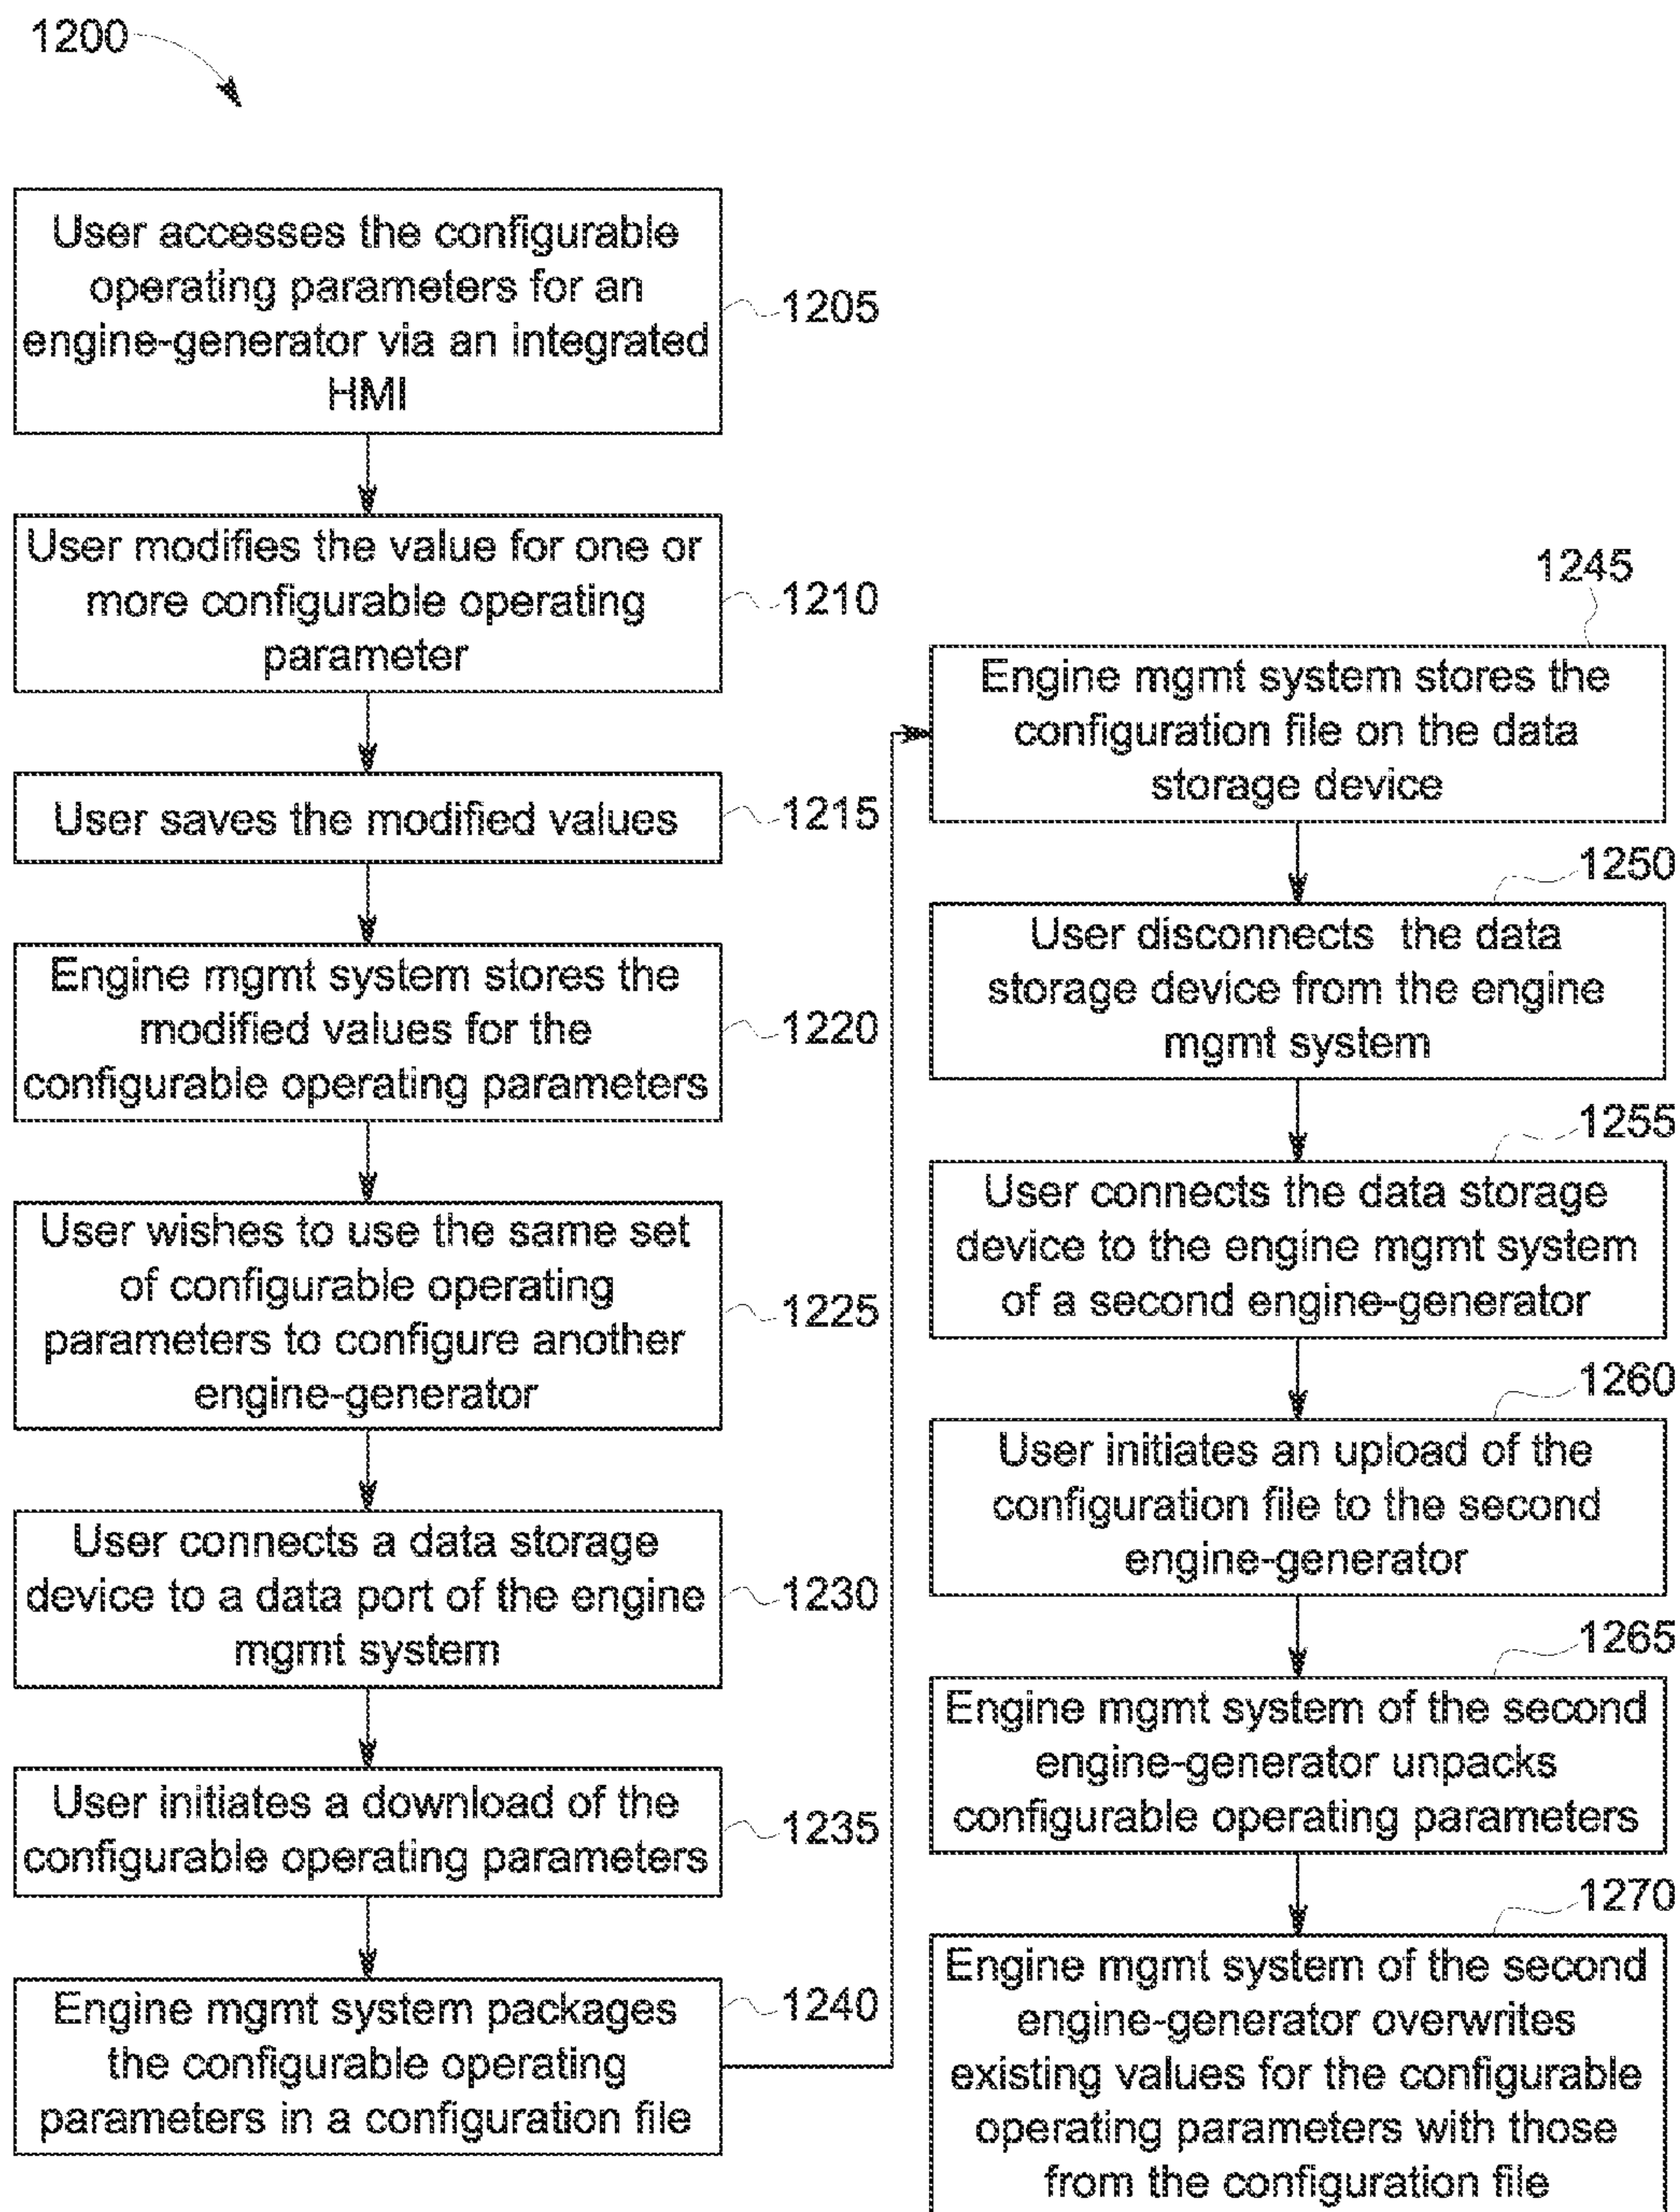 1200
User accesses the configurable
operating parameters for an
engine-generator via an integrated
HMI
1205
User modifies the value for one or
more configurable operating
parameter
1210
User saves the modified values
1215
Engine mgmt system stores the
modified values for the
configurable operating parameters
1220
User wishes to use the same set
of configurable operating
parameters to configure another
engine-generator
1225
User connects a data storage
device to a data port of the engine
mgmt system
1230
User initiates a download of the
configurable operating parameters
1235
Engine mgmt system packages
the configurable operating
parameters in a configuration file
1240
1245
Engine mgmt system stores the
configuration file on the data
storage device
1250
User disconnects the data
storage device from the engine
mgmt system
1255
User connects the data storage
device to the engine mgmt system
of a second engine-generator
1260
User initiates an upload of the
configuration file to the second
engine-generator
1265
Engine mgmt system of the second
engine-generator unpacks
configurable operating parameters
1270
Engine mgmt system of the second
engine-generator overwrites
existing values for the configurable
operating parameters with those
from the configuration file